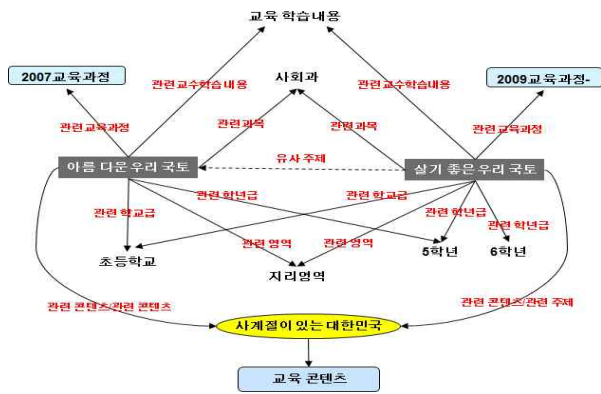 교육 학습내용
2007교육과정
사회과
2009교육과정-
관련교수학습 내용
관련교수학습내용
관련 교육과정
관련과목
관련과목
관련 교육과정
아름 다운 우리 국토
유사 주제
살기 좋은 우리 국토
관련 학교급
관련 학년급
관련 학교급
관련 학년급
관련 학년급
관련 영역
관련 영역
초등학교
지리영역
5학년
6학년
관련 콘텐츠/관련 콘텐츠
관련 콘텐츠/관련 주제
사계절이 있는 대한민국
교육 콘텐츠